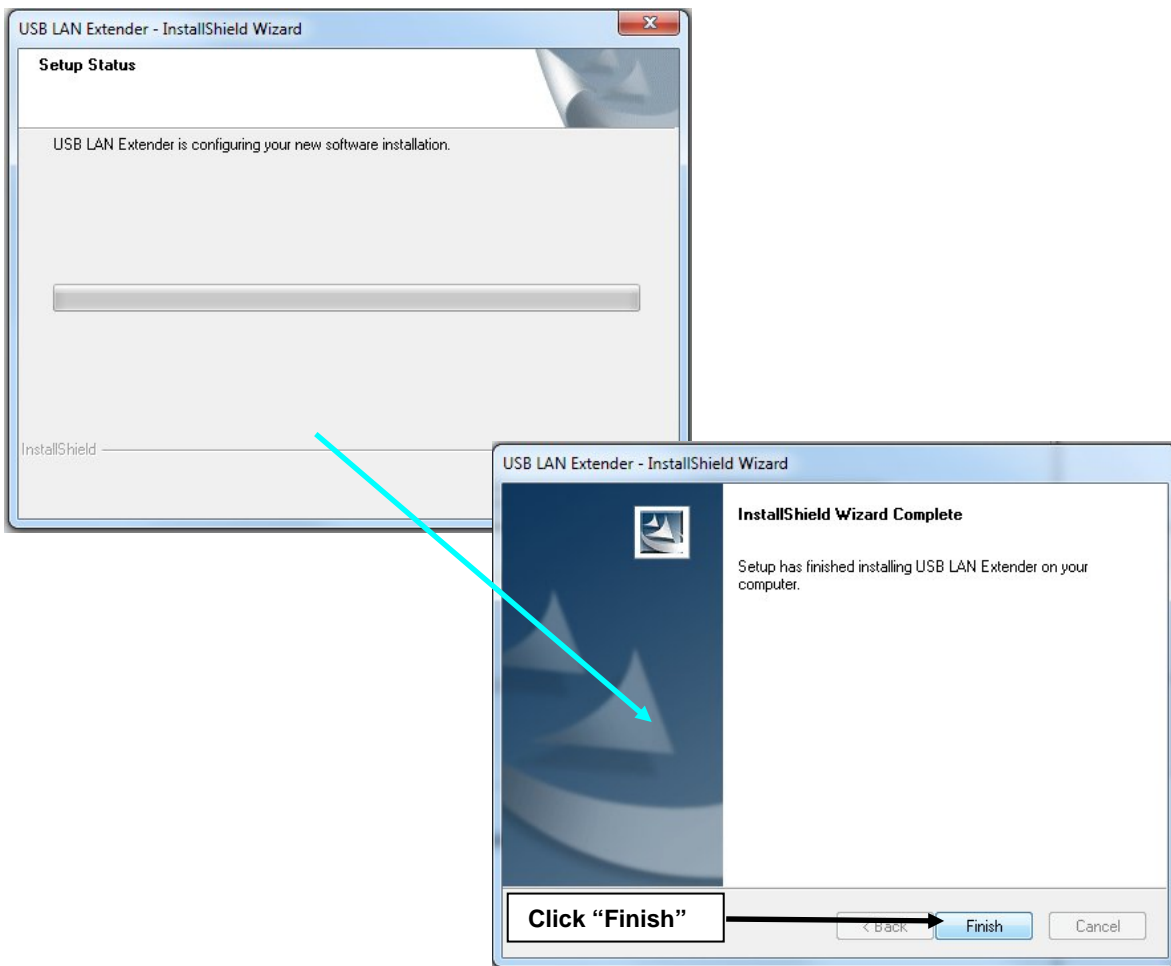 USB LAN Extender - InstallShield Wizard
Setup Status
USB LAN Extender is configuring your new software installation.
InstallShield
USB LAN Extender - InstallShield Wizard
InstallShield Wizard Complete
Setup has finished installing USB LAN Extender on your
computer.
Click “Finish”
< Back Finish Cancel